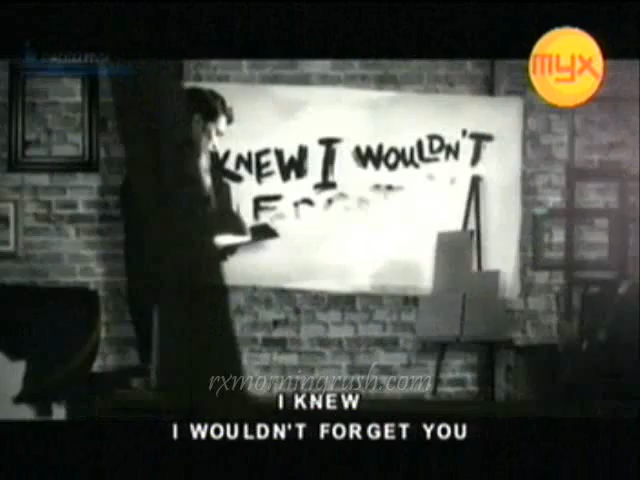 myx
KNEW I WOULDN'T
rxmorningrush.com
I KNEW
I WOULDN'T FORGET YOU